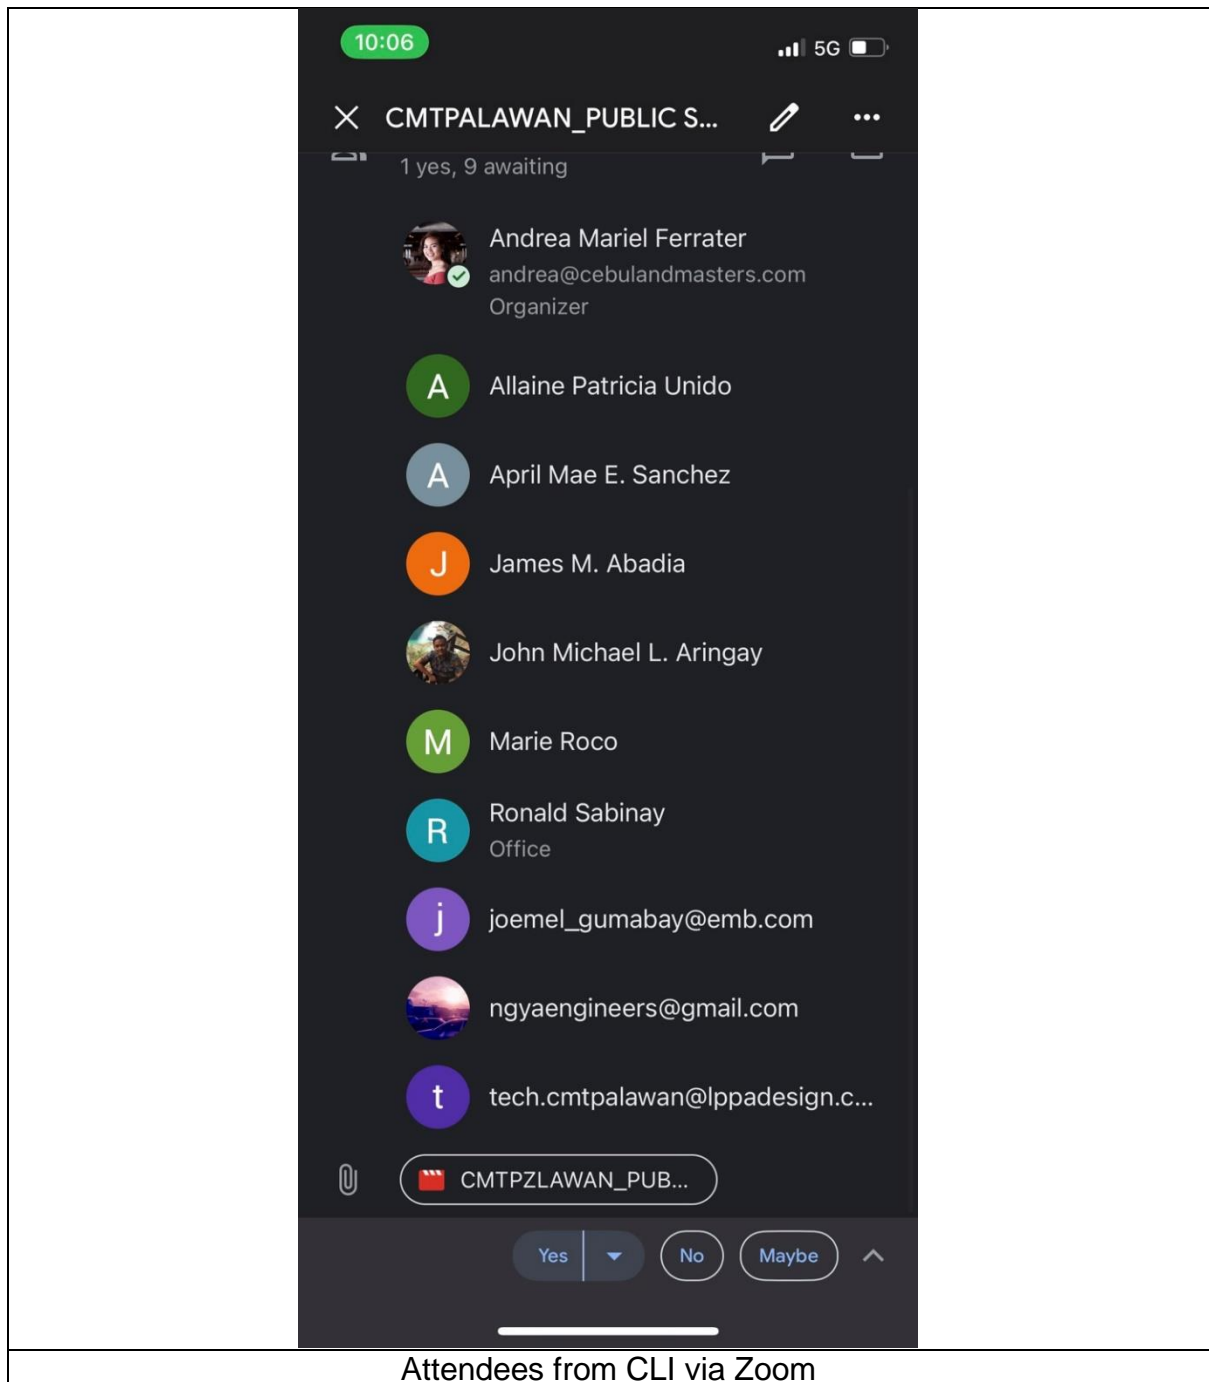 10:06
5G
CMTPALAWAN_PUBLIC S...
1 yes, 9 awaiting
Andrea Mariel Ferrater
andrea@cebulandmasters.com
Organizer
A
Allaine Patricia Unido
A
April Mae E. Sanchez
J
James M. Abadia
John Michael L. Aringay
M
Marie Roco
R
Ronald Sabinay
Office
j
joemel_gumabay@emb.com
ngyaengineers@gmail.com
t
tech.cmtpalawan@lppadesign.c...
CMTPZLAWAN_PUB...
Yes
No
Maybe
Attendees from CLI via Zoom